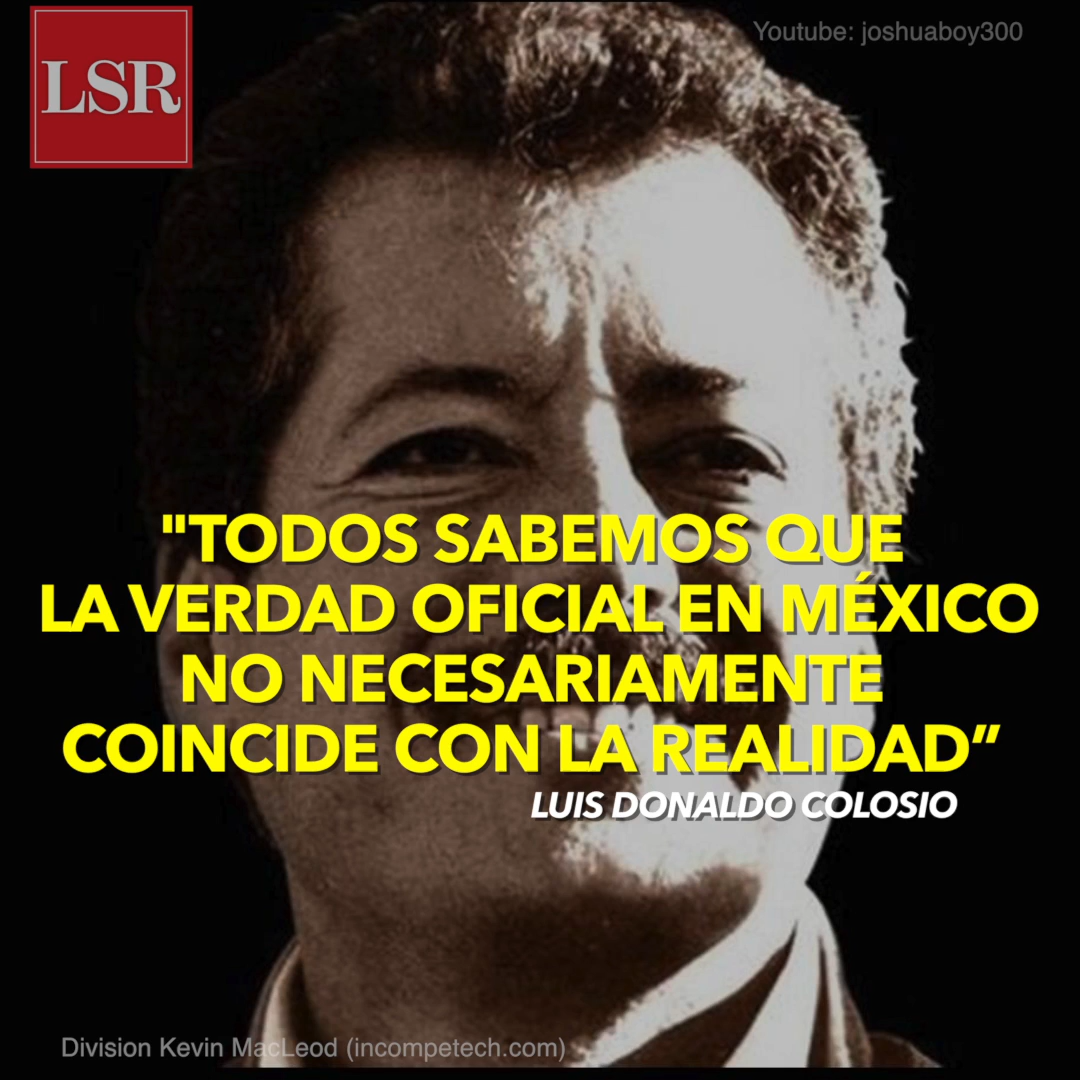 LSR
Youtube: joshuaboy300
"TODOS SABEMOS QUE
LA VERDAD OFICIAL EN MÉXICO
NO NECESARIAMENTE
COINCIDE CON LA REALIDAD”
LUIS DONALDO COLOSIO
Division Kevin MacLeod (incompetech.com)